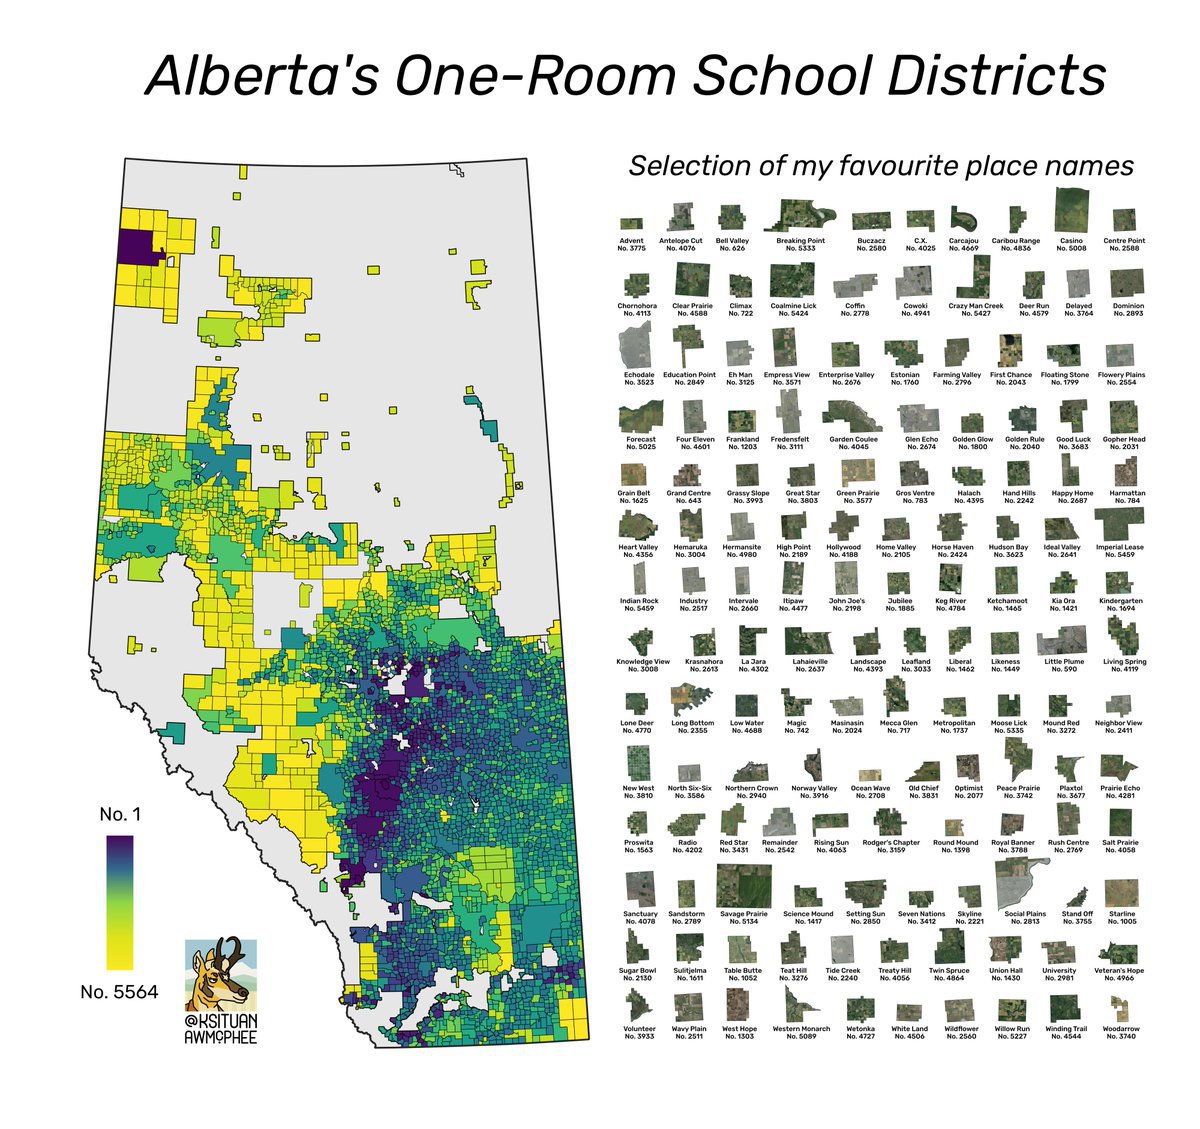 Alberta's One-Room School Districts
Selection of my favourite place names
Advent Antelope Cut Bell Valley Breaking Point Buczacz C.X. Carcajou Caribou Range Casino Centre Point
No. 3775 No. 4076 No. 626 No. 5333 No. 2580 No. 4025 No. 4669 No. 4836 No. 5008 No. 2588
Chornohora Clear Prairie Climax Coalmine Lick Coffin Cowoki Crazy Man Creek Deer Run Delayed Dominion
No. 4113 No. 4588 No. 722 No. 5424 No. 2778 No. 4941 No. 5427 No. 4579 No. 3764 No. 2893
Echodale Education Point Eh Man Empress View Enterprise Valley Estonian Farming Valley First Chance Floating Stone Flowery Plains
No. 3523 No. 2849 No. 3125 No. 3571 No. 2676 No. 1760 No. 2796 No. 2043 No. 1799 No. 2554
Forecast Four Eleven Frankland Fredensfelt Garden Coulee Glen Echo Golden Glow Golden Rule Good Luck Gopher Head
No. 5025 No. 4601 No. 1203 No. 3111 No. 4045 No. 2674 No. 1800 No. 2040 No. 3683 No. 2031
Grain Belt Grand Centre Grassy Slope Great Star Green Prairie Gros Ventre Halach Hand Hills Happy Home Harmattan
No. 1625 No. 643 No. 3993 No. 3803 No. 3577 No. 783 No. 4395 No. 2242 No. 2687 No. 784
Heart Valley Hemaruka Hermansite High Point Hollywood Home Valley Horse Haven Hudson Bay Ideal Valley Imperial Lease
No. 4356 No. 3004 No. 4980 No. 2189 No. 4188 No. 2105 No. 2424 No. 3623 No. 2641 No. 5459
Indian Rock Industry Intervale Itipaw John Joe's Jubilee Keg River Ketchamoot Kia Ora Kindergarten
No. 5459 No. 2517 No. 2660 No. 4477 No. 2198 No. 1885 No. 4784 No. 1465 No. 1421 No. 1694
Knowledge View Krasnahora La Jara Lahaieville Landscape Leafland Liberal Likeness Little Plume Living Spring
No. 3008 No. 2613 No. 4302 No. 2637 No. 4393 No. 3033 No. 1462 No. 1449 No. 590 No. 4119
Lone Deer Long Bottom Low Water Magic Masinasin Mecca Glen Metropolitan Moose Lick Mound Red Neighbor View
No. 4770 No. 2355 No. 4688 No. 742 No. 2024 No. 717 No. 1737 No. 5335 No. 3272 No. 2411
New West North Six-Six Northern Crown Norway Valley Ocean Wave Old Chief Optimist Peace Prairie Plaxtol Prairie Echo
No. 3810 No. 3586 No. 2940 No. 3916 No. 2708 No. 3831 No. 2077 No. 3742 No. 3677 No. 4281
No. 1
Proswita Radio Red Star Remainder Rising Sun Rodger's Chapter Round Mound Royal Banner Rush Centre Salt Prairie
No. 1563 No. 4202 No. 3431 No. 2542 No. 4063 No. 3159 No. 1398 No. 3788 No. 2769 No. 4058
Sanctuary Sandstorm Savage Prairie Science Mound Setting Sun Seven Nations Skyline Social Plains Stand Off Starline
No. 4078 No. 2789 No. 5134 No. 1417 No. 2850 No. 3412 No. 2221 No. 2813 No. 3755 No. 1005
Sugar Bowl Sulitjelma Table Butte Teat Hill Tide Creek Treaty Hill Twin Spruce Union Hall University Veteran's Hope
No. 2130 No. 1611 No. 1052 No. 3276 No. 2240 No. 4056 No. 4864 No. 1430 No. 2981 No. 4966
No. 5564
Volunteer Wavy Plain West Hope Western Monarch Wetonka White Land Wildflower Willow Run Winding Trail Woodarrow
No. 3933 No. 2511 No. 1303 No. 5089 No. 4727 No. 4506 No. 2560 No. 5227 No. 4544 No. 3740
@KSITUAN
AWMCPHEE